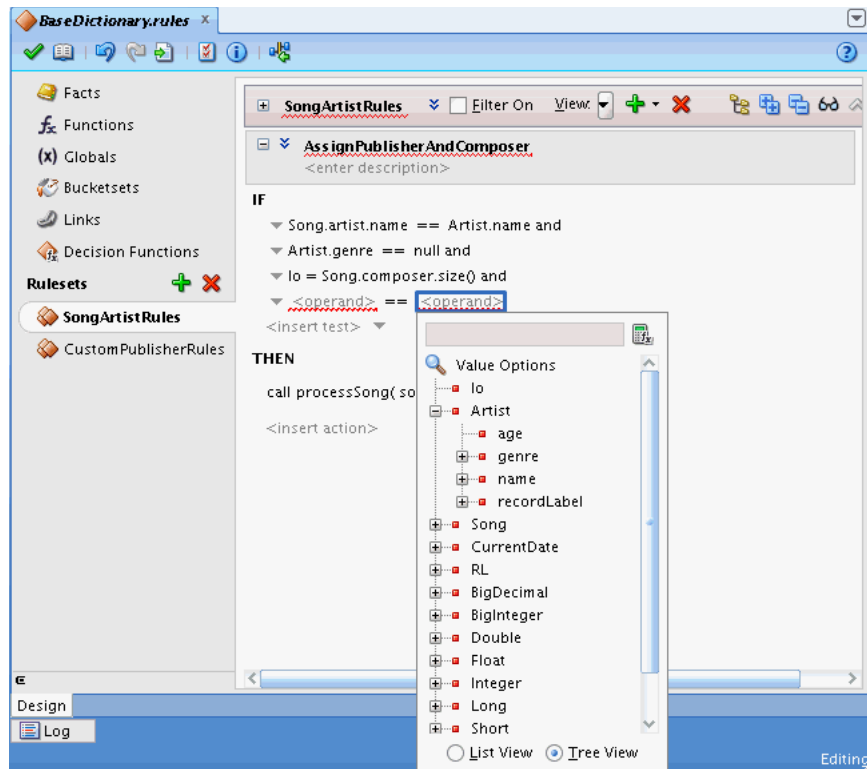 BaseDictionary.rules x
Facts
Functions
(x) Globals
Bucketsets
Links
Decision Functions
Rulesets
SongArtistRules
CustomPublisherRules
SongArtistRules Filter On View:
AssignPublisherAndComposer
<enter description>
IF
Song.artist.name == Artist.name and
Artist.genre == null and
lo = Song.composer.size() and
<operand> == <operand>
<insert test>
THEN
call processSong( so
<insert action>
Value Options
lo
Artist
age
genre
name
recordLabel
Song
CurrentDate
RL
BigDecimal
BigInteger
Double
Float
Integer
Long
Short
List View Tree View
Design
Log
Editing